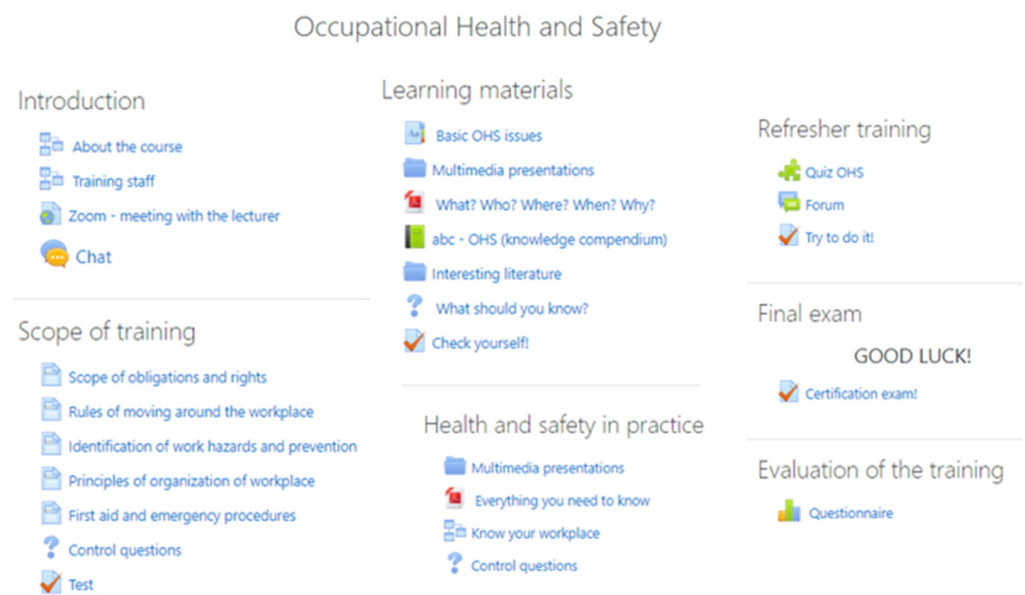 Occupational Health and Safety
Introduction
About the course
Training staff
Zoom - meeting with the lecturer
Chat
Scope of training
Scope of obligations and rights
Rules of moving around the workplace
Identification of work hazards and prevention
Principles of organization of workplace
First aid and emergency procedures
Control questions
Test
Learning materials
Basic OHS issues
Multimedia presentations
What? Who? Where? When? Why?
abc - OHS (knowledge compendium)
Interesting literature
What should you know?
Check yourself!
Health and safety in practice
Multimedia presentations
Everything you need to know
Know your workplace
Control questions
Refresher training
Quiz OHS
Forum
Try to do it!
Final exam
GOOD LUCK!
Certification exam!
Evaluation of the training
Questionnaire